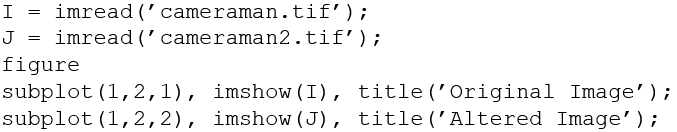 I = imread(’cameraman.tif’);
J = imread(’cameraman2.tif’);
figure
subplot(1,2,1), imshow(I), title(’Original Image’);
subplot(1,2,2), imshow(J), title(’Altered Image’);